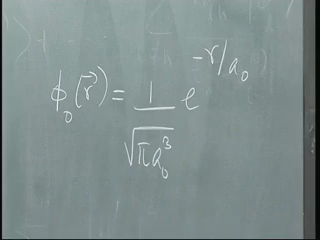 ϕ₀(r⃗) = 1/√(πa₀³) e^(-r/a₀)